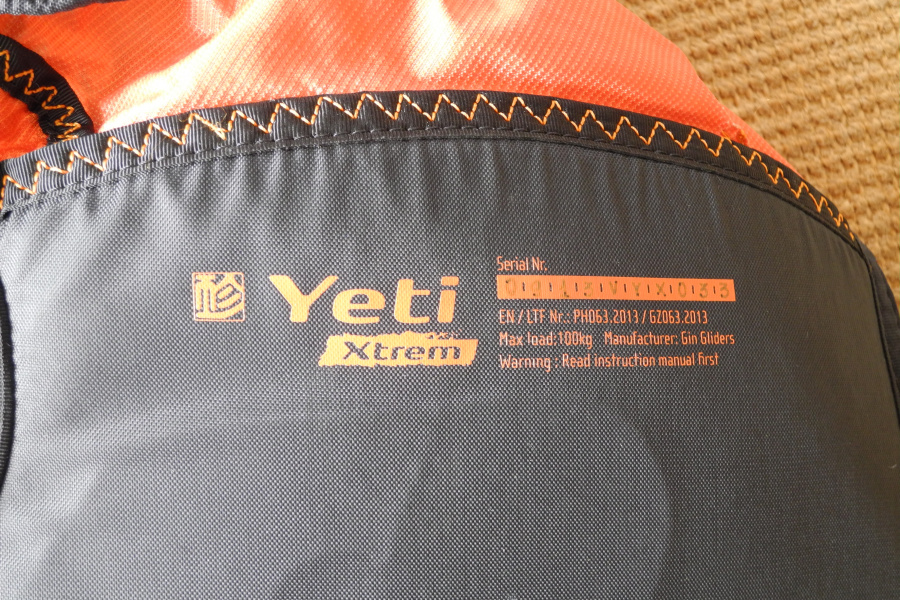 Yeti
Xtrem
Serial Nr.
EN / LTF Nr.: PH063.2013 / GZ063.2013
Max load:100kg Manufacturer: Gin Gliders
Warning : Read instruction manual first